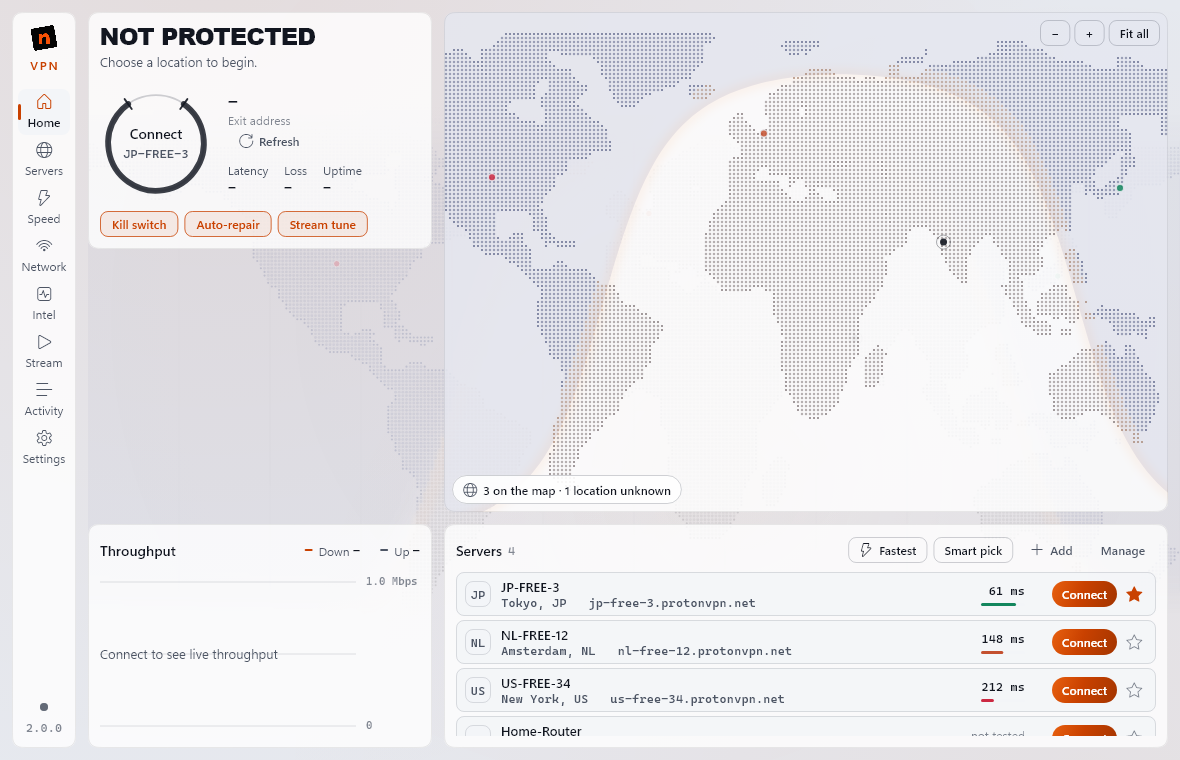 n
VPN
Home
Servers
Speed
Network
Intel
Stream
Activity
Settings
2.0.0
NOT PROTECTED
Choose a location to begin.
Connect
JP-FREE-3
–
Exit address
Refresh
Latency Loss Uptime
– – –
Kill switch Auto-repair Stream tune
– + Fit all
3 on the map · 1 location unknown
Throughput
Down – Up –
1.0 Mbps
Connect to see live throughput
0
Servers 4
Fastest Smart pick + Add Manage
JP JP-FREE-3 61 ms Connect
Tokyo, JP jp-free-3.protonvpn.net
NL NL-FREE-12 148 ms Connect
Amsterdam, NL nl-free-12.protonvpn.net
US US-FREE-34 212 ms Connect
New York, US us-free-34.protonvpn.net
Home-Router not tested Connect